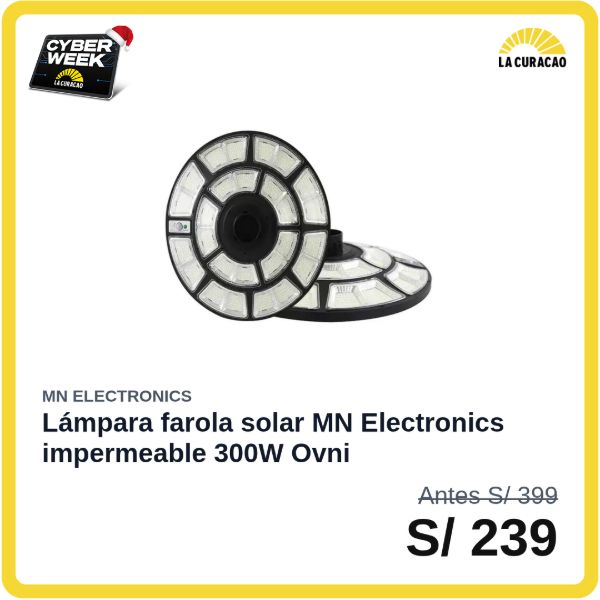 CYBER
WEEK
LA CURACAO
LA CURACAO
MN ELECTRONICS
Lámpara farola solar MN Electronics
impermeable 300W Ovni
Antes S/ 399
S/ 239